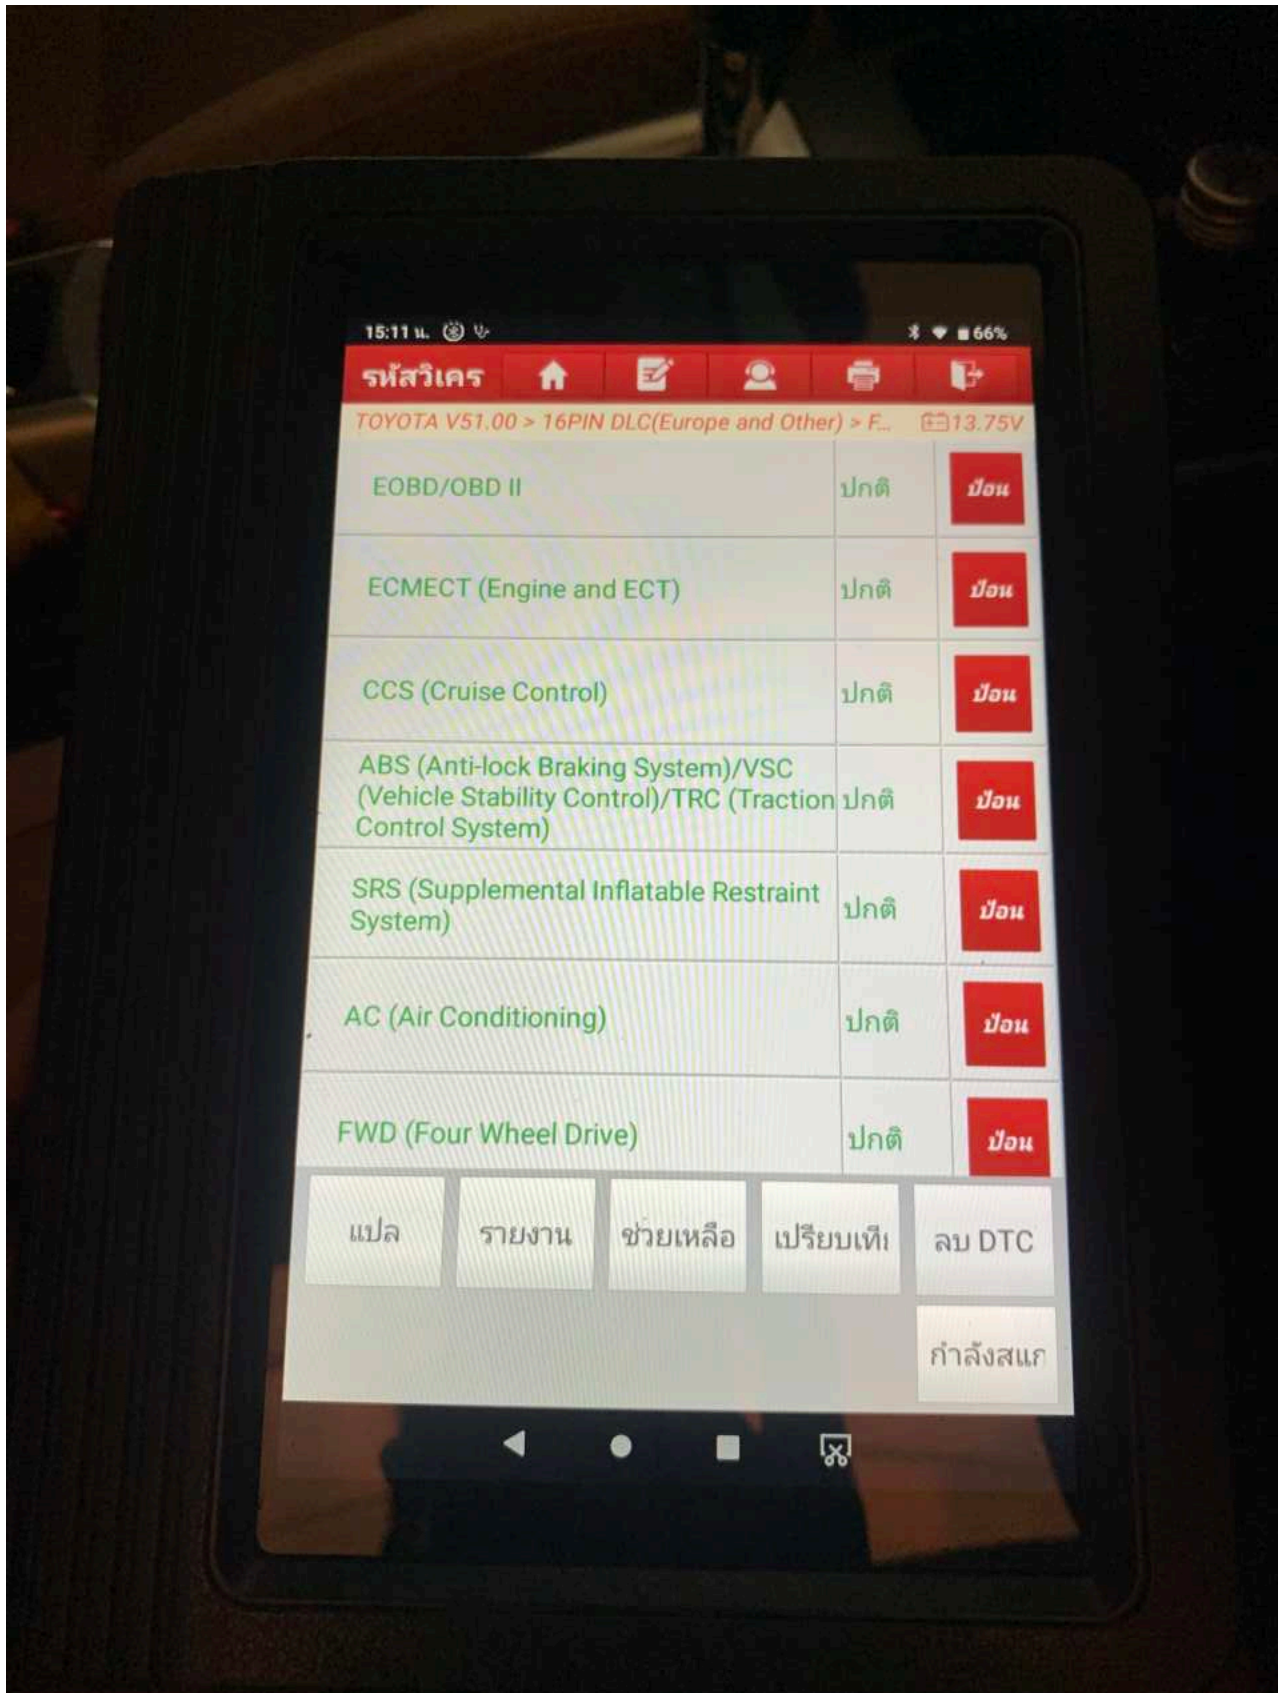 15:11 น. 66%
รหัสวิเคร
TOYOTA V51.00 > 16PIN DLC(Europe and Other) > F... 13.75V
EOBD/OBD II ปกติ ป้อน
ECMECT (Engine and ECT) ปกติ ป้อน
CCS (Cruise Control) ปกติ ป้อน
ABS (Anti-lock Braking System)/VSC
(Vehicle Stability Control)/TRC (Traction ปกติ ป้อน
Control System)
SRS (Supplemental Inflatable Restraint
System) ปกติ ป้อน
AC (Air Conditioning) ปกติ ป้อน
FWD (Four Wheel Drive) ปกติ ป้อน
แปล รายงาน ช่วยเหลือ เปรียบเทีย ลบ DTC
กำลังสแก